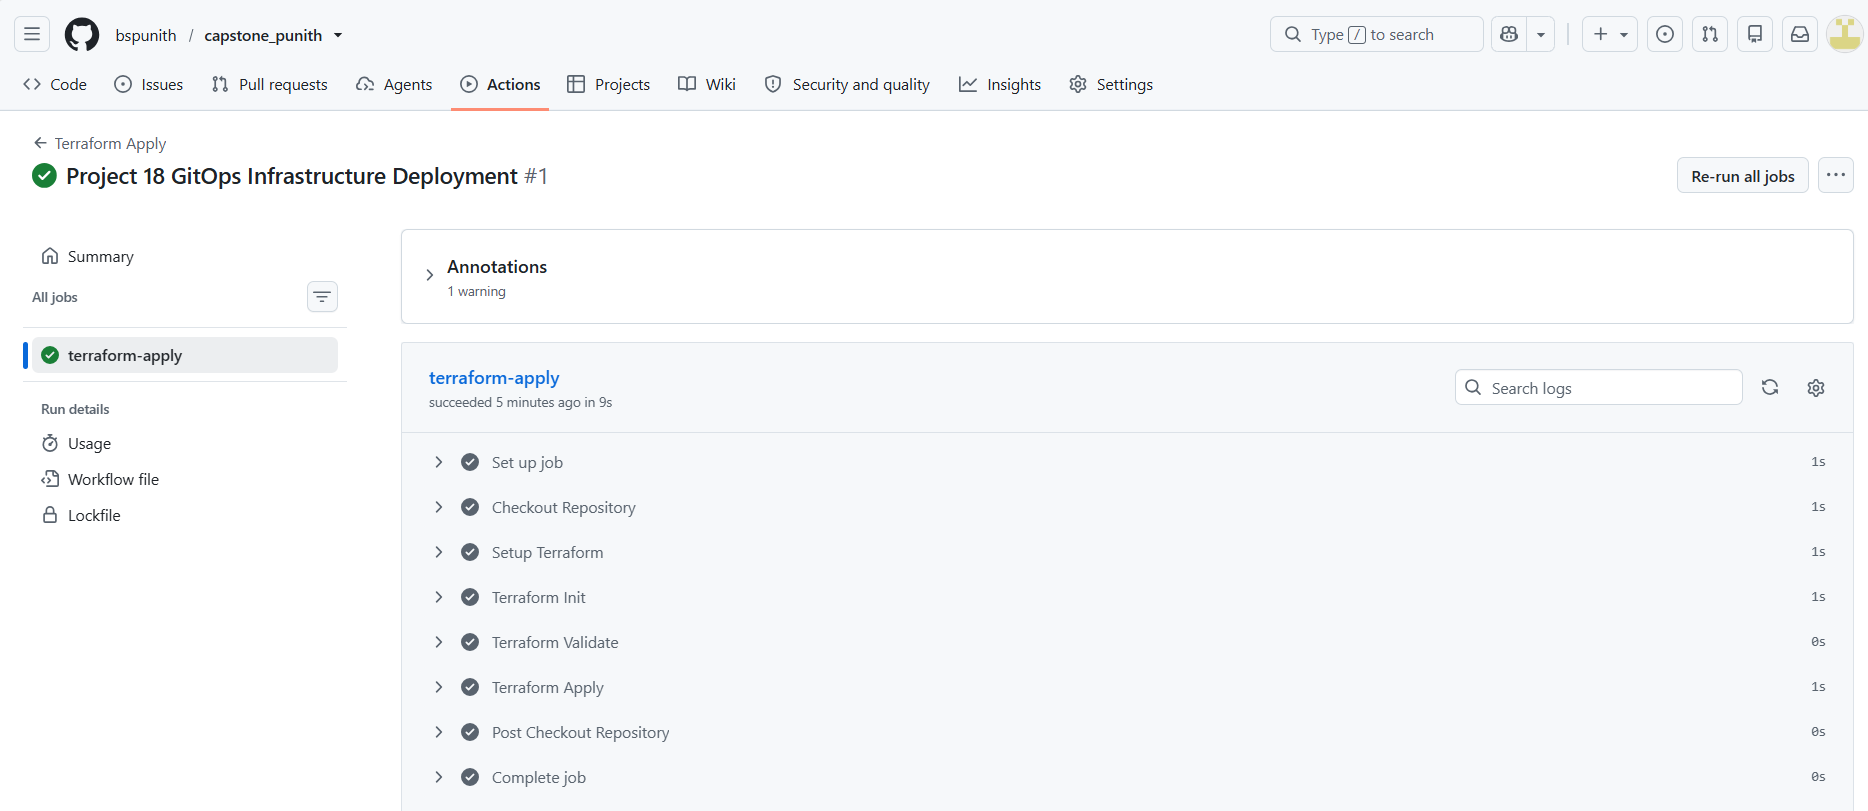 bspunith / capstone_punith
Type / to search
Code
Issues
Pull requests
Agents
Actions
Projects
Wiki
Security and quality
Insights
Settings
Terraform Apply
Project 18 GitOps Infrastructure Deployment #1
Re-run all jobs
Summary
All jobs
terraform-apply
Run details
Usage
Workflow file
Lockfile
Annotations
1 warning
terraform-apply
succeeded 5 minutes ago in 9s
Search logs
Set up job 1s
Checkout Repository 1s
Setup Terraform 1s
Terraform Init 1s
Terraform Validate 0s
Terraform Apply 1s
Post Checkout Repository 0s
Complete job 0s